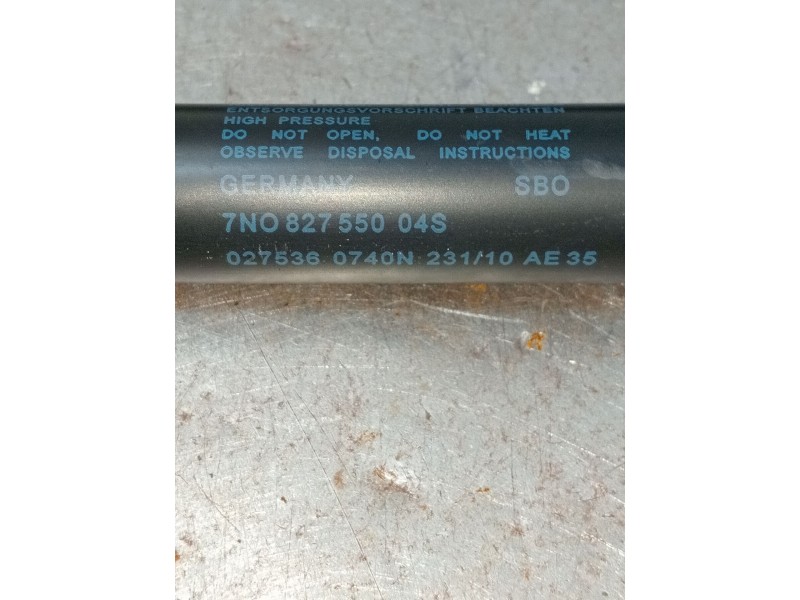 ENTSORGUNGSVORSCHRIFT BEACHTEN
HIGH PRESSURE
DO NOT OPEN, DO NOT HEAT
OBSERVE DISPOSAL INSTRUCTIONS
GERMANY SBO
7N0 827 550 04S
027536 0740N 231/10 AE 35